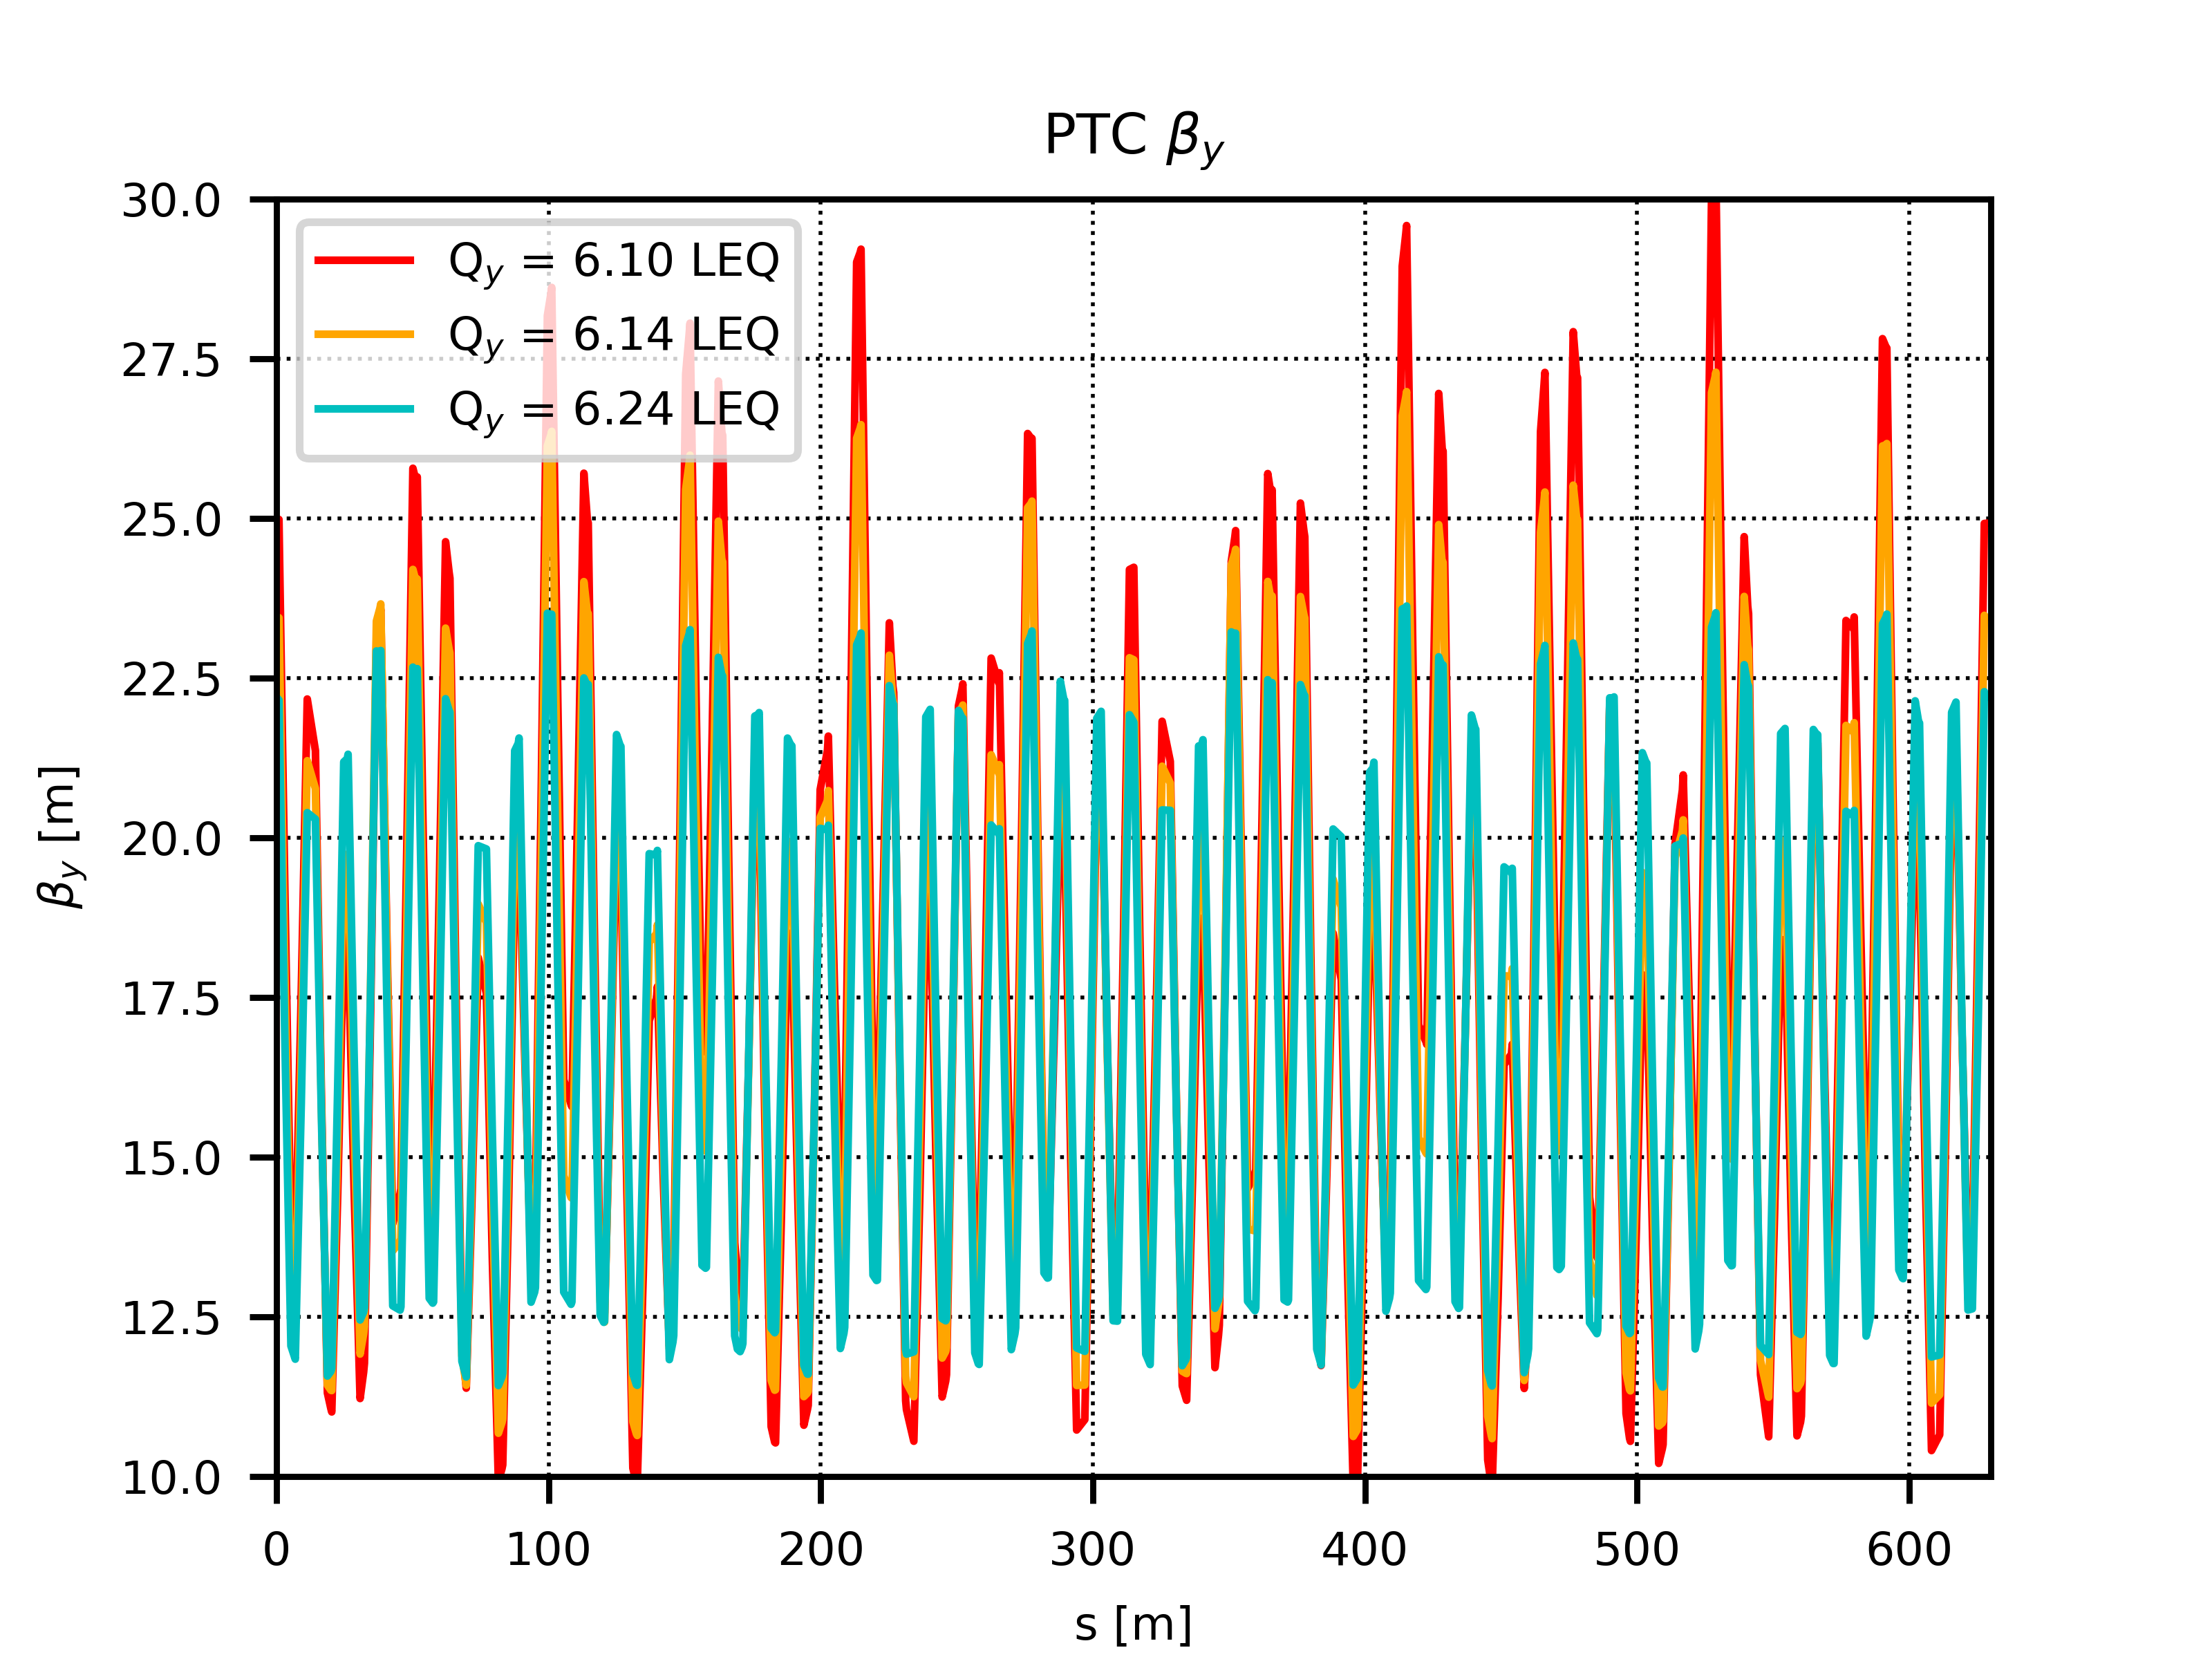 PTC βy
30.0
27.5
25.0
22.5
20.0
17.5
15.0
12.5
10.0
βy [m]
Qy = 6.10 LEQ
Qy = 6.14 LEQ
Qy = 6.24 LEQ
0 100 200 300 400 500 600
s [m]